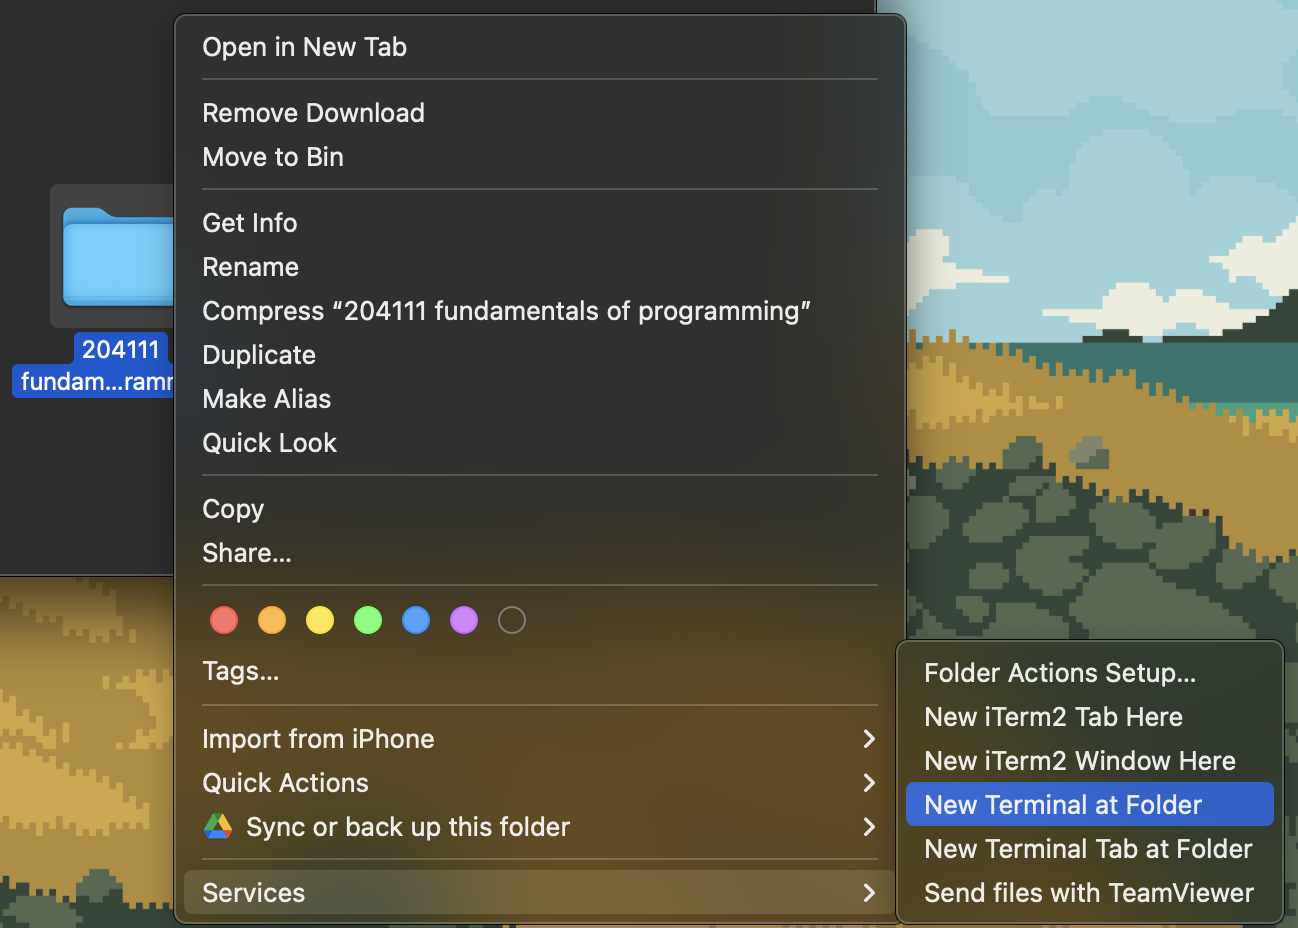 Open in New Tab
Remove Download
Move to Bin
Get Info
Rename
Compress “204111 fundamentals of programming”
Duplicate
Make Alias
Quick Look
Copy
Share...
Tags...
Import from iPhone
Quick Actions
Sync or back up this folder
Services
204111
fundam...ramm
Folder Actions Setup...
New iTerm2 Tab Here
New iTerm2 Window Here
New Terminal at Folder
New Terminal Tab at Folder
Send files with TeamViewer